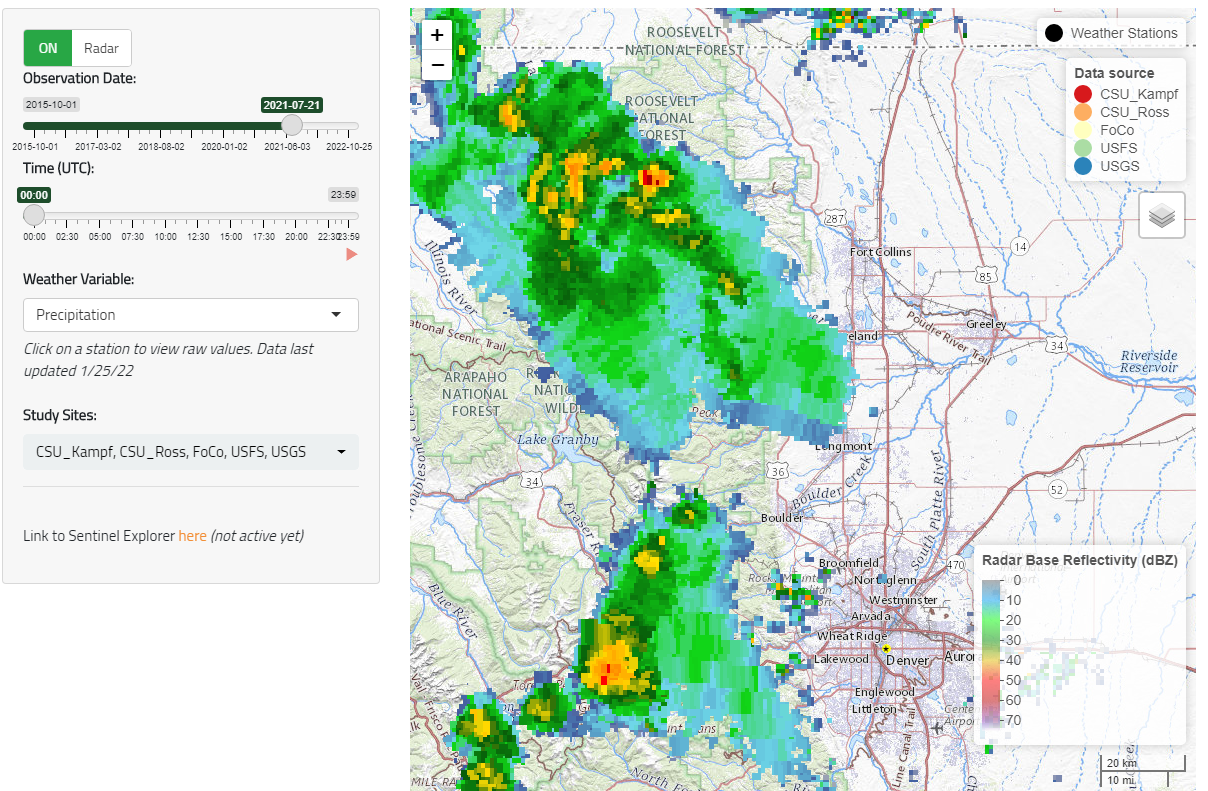 ON
Radar
Observation Date:
2015-10-01
2021-07-21
2015-10-01 2017-03-02 2018-08-02 2020-01-02 2021-06-03 2022-10-25
Time (UTC):
00:00
23:59
00:00 02:30 05:00 07:30 10:00 12:30 15:00 17:30 20:00 22:30 23:59
Weather Variable:
Precipitation
Click on a station to view raw values. Data last
updated 1/25/22
Study Sites:
CSU_Kampf, CSU_Ross, FoCo, USFS, USGS
Link to Sentinel Explorer here (not active yet)
+
−
Weather Stations
Data source
CSU_Kampf
CSU_Ross
FoCo
USFS
USGS
ROOSEVELT
NATIONAL FOREST
ROOSEVELT
NATIONAL
FOREST
287
Fort Collins
14
85
Illinois River
Poudre River Trail
Greeley
34
eland
Riverside
Reservoir
ational Scenic Trail
ARAPAHO
NATIONAL
FOREST
WILDE
Peak
Lake Granby
Longmont
34
36
52
Boulder Creek
South Platte River
Boulder
Fraser R
Broomfield
470
Northglenn
Westminster
Arvada
Wheat Ridge
Lakewood
Denver
Auror
Englewood
Littleton
Blue River
Line Canal Trail
North F
MILE RA
Radar Base Reflectivity (dBZ)
0
10
20
30
40
50
60
70
20 km
10 mi